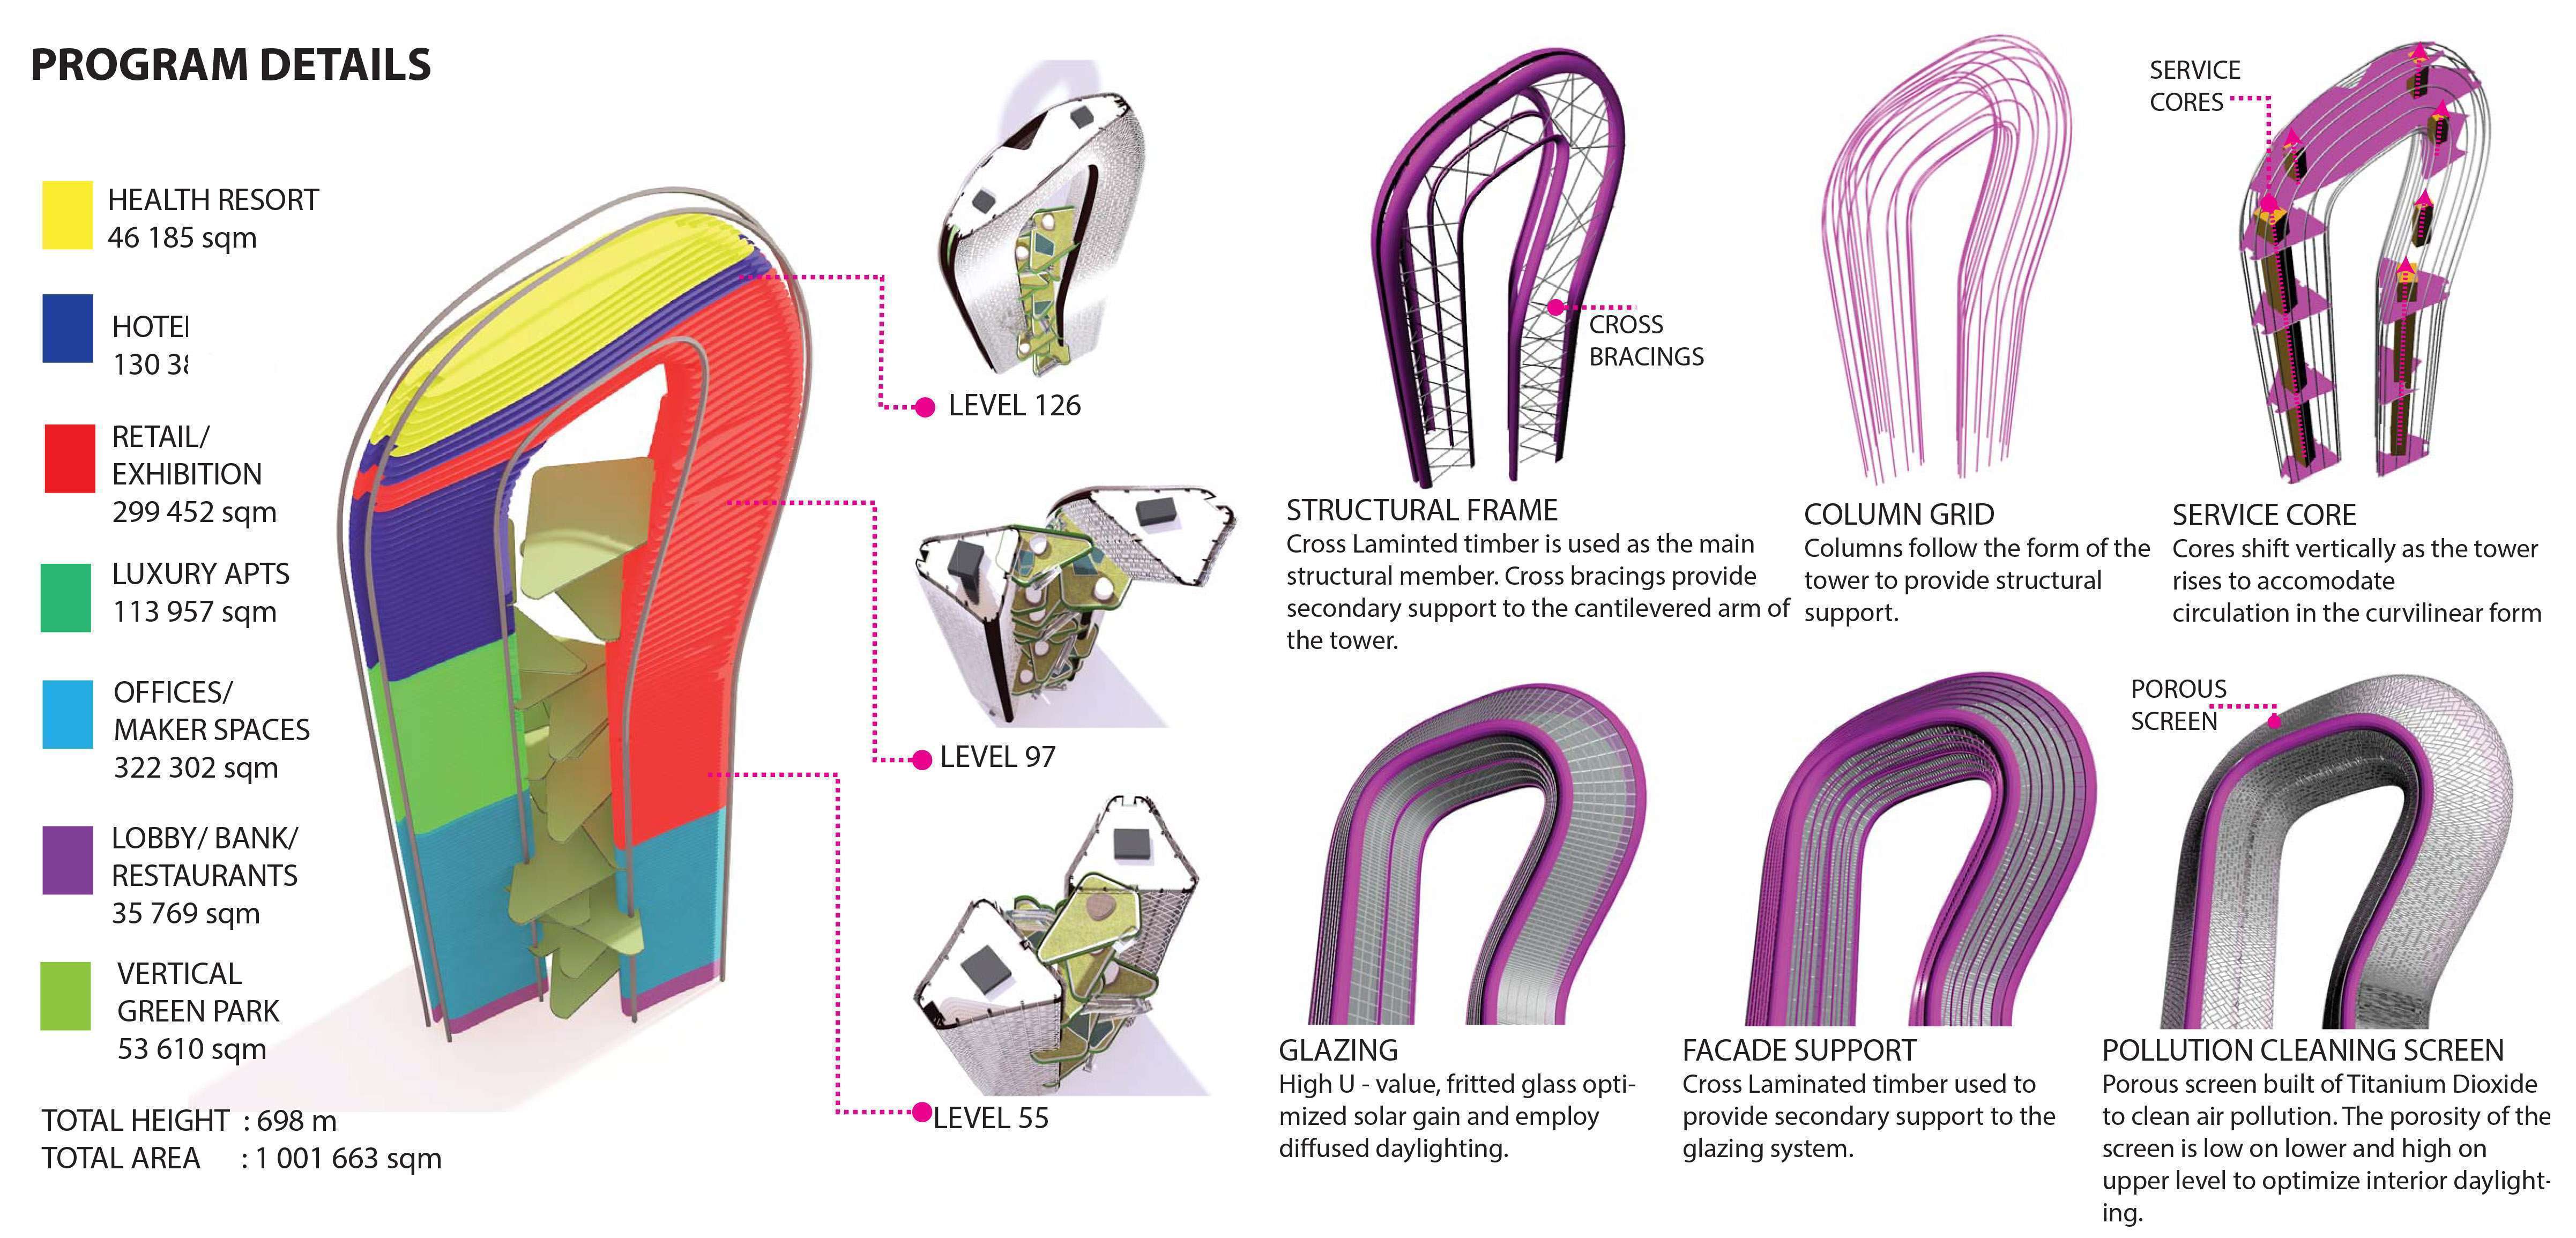 PROGRAM DETAILS
HEALTH RESORT
46 185 sqm
130
RETAIL/
EXHIBITION
299 452 sqm
LUXURY APTS
113 957 sqm
OFFICES/
MAKER SPACES
322 302 sqm
LOBBY/ BANK/
RESTAURANTS
35 769 sqm
VERTICAL
GREEN PARK
53 610 sqm
TOTAL HEIGHT : 698 m
TOTAL AREA : 1 001 663 sqm
LEVEL 126
LEVEL 97
LEVEL 55
CROSS
BRACINGS
STRUCTURAL FRAME
Cross Laminted timber is used as the main
structural member. Cross bracings provide
secondary support to the cantilevered arm of
the tower.
COLUMN GRID
Columns follow the form of the
tower to provide structural
support.
SERVICE
CORES
SERVICE CORE
Cores shift vertically as the tower
rises to accomodate
circulation in the curvilinear form
GLAZING
High U - value, fritted glass opti-
mized solar gain and employ
diffused daylighting.
FACADE SUPPORT
Cross Laminated timber used to
provide secondary support to the
glazing system.
POROUS
SCREEN
POLLUTION CLEANING SCREEN
Porous screen built of Titanium Dioxide
to clean air pollution. The porosity of the
screen is low on lower and high on
upper level to optimize interior daylight-
ing.